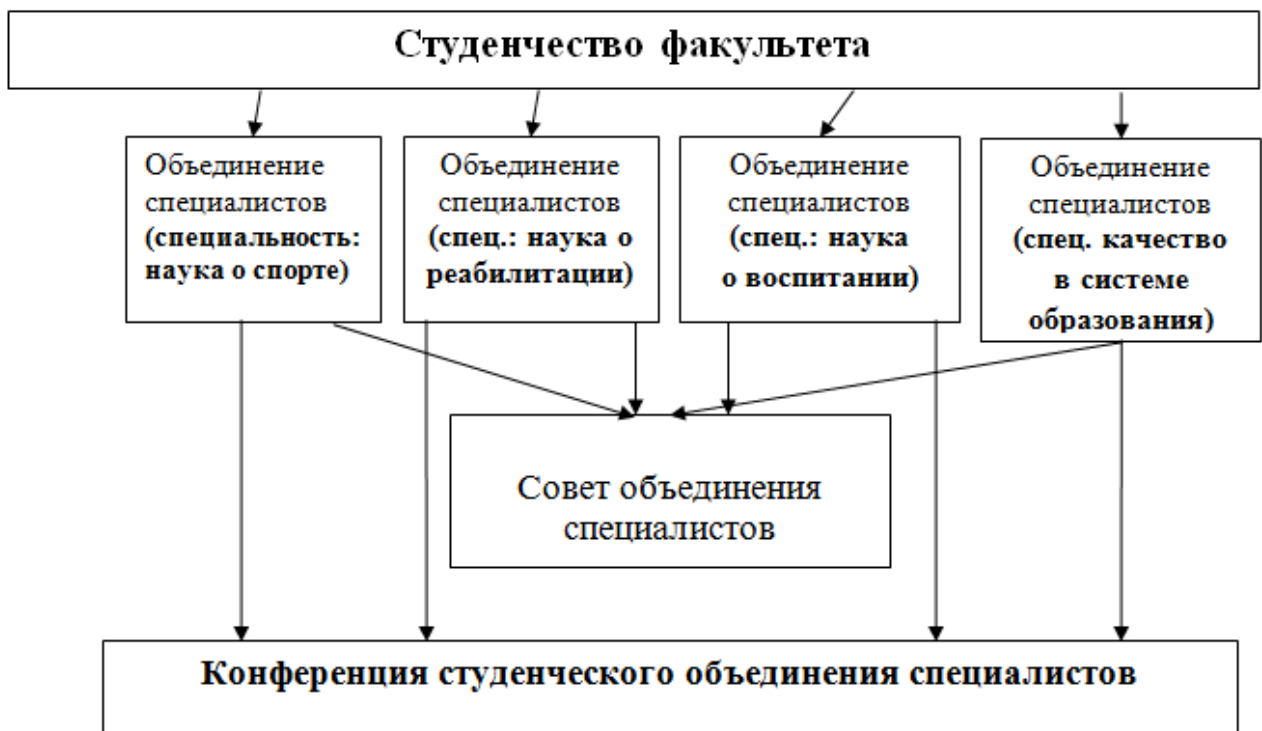 Студенчество факультета
Объединение
специалистов
(специальность:
наука о спорте)
Объединение
специалистов
(спец.: наука о
реабилитации)
Объединение
специалистов
(спец.: наука
о воспитании)
Объединение
специалистов
(спец. качество
в системе
образования)
Совет объединения
специалистов
Конференция студенческого объединения специалистов